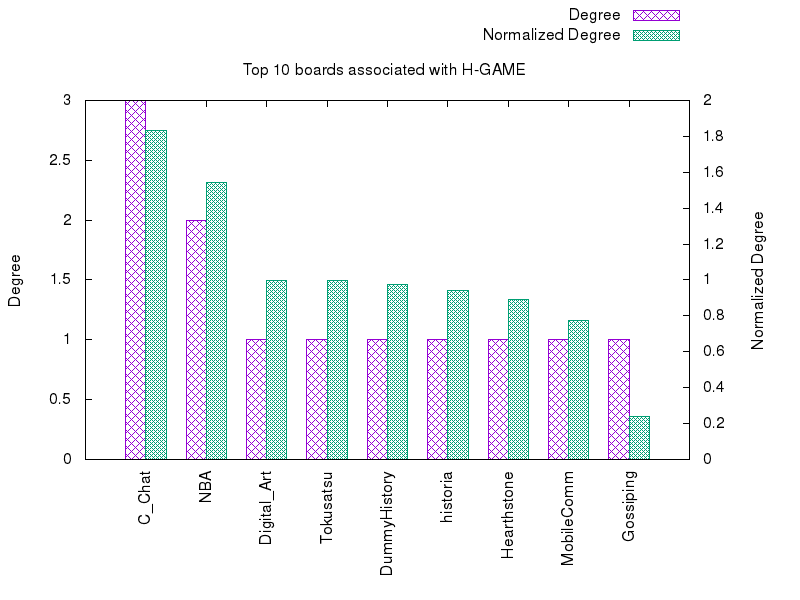 Degree
Normalized Degree
Top 10 boards associated with H-GAME
3
2.5
2
1.5
1
0.5
0
2
1.8
1.6
1.4
1.2
1
0.8
0.6
0.4
0.2
0
Degree
Normalized Degree
C_Chat
NBA
Digital_Art
Tokusatsu
DummyHistory
historia
Hearthstone
MobileComm
Gossiping